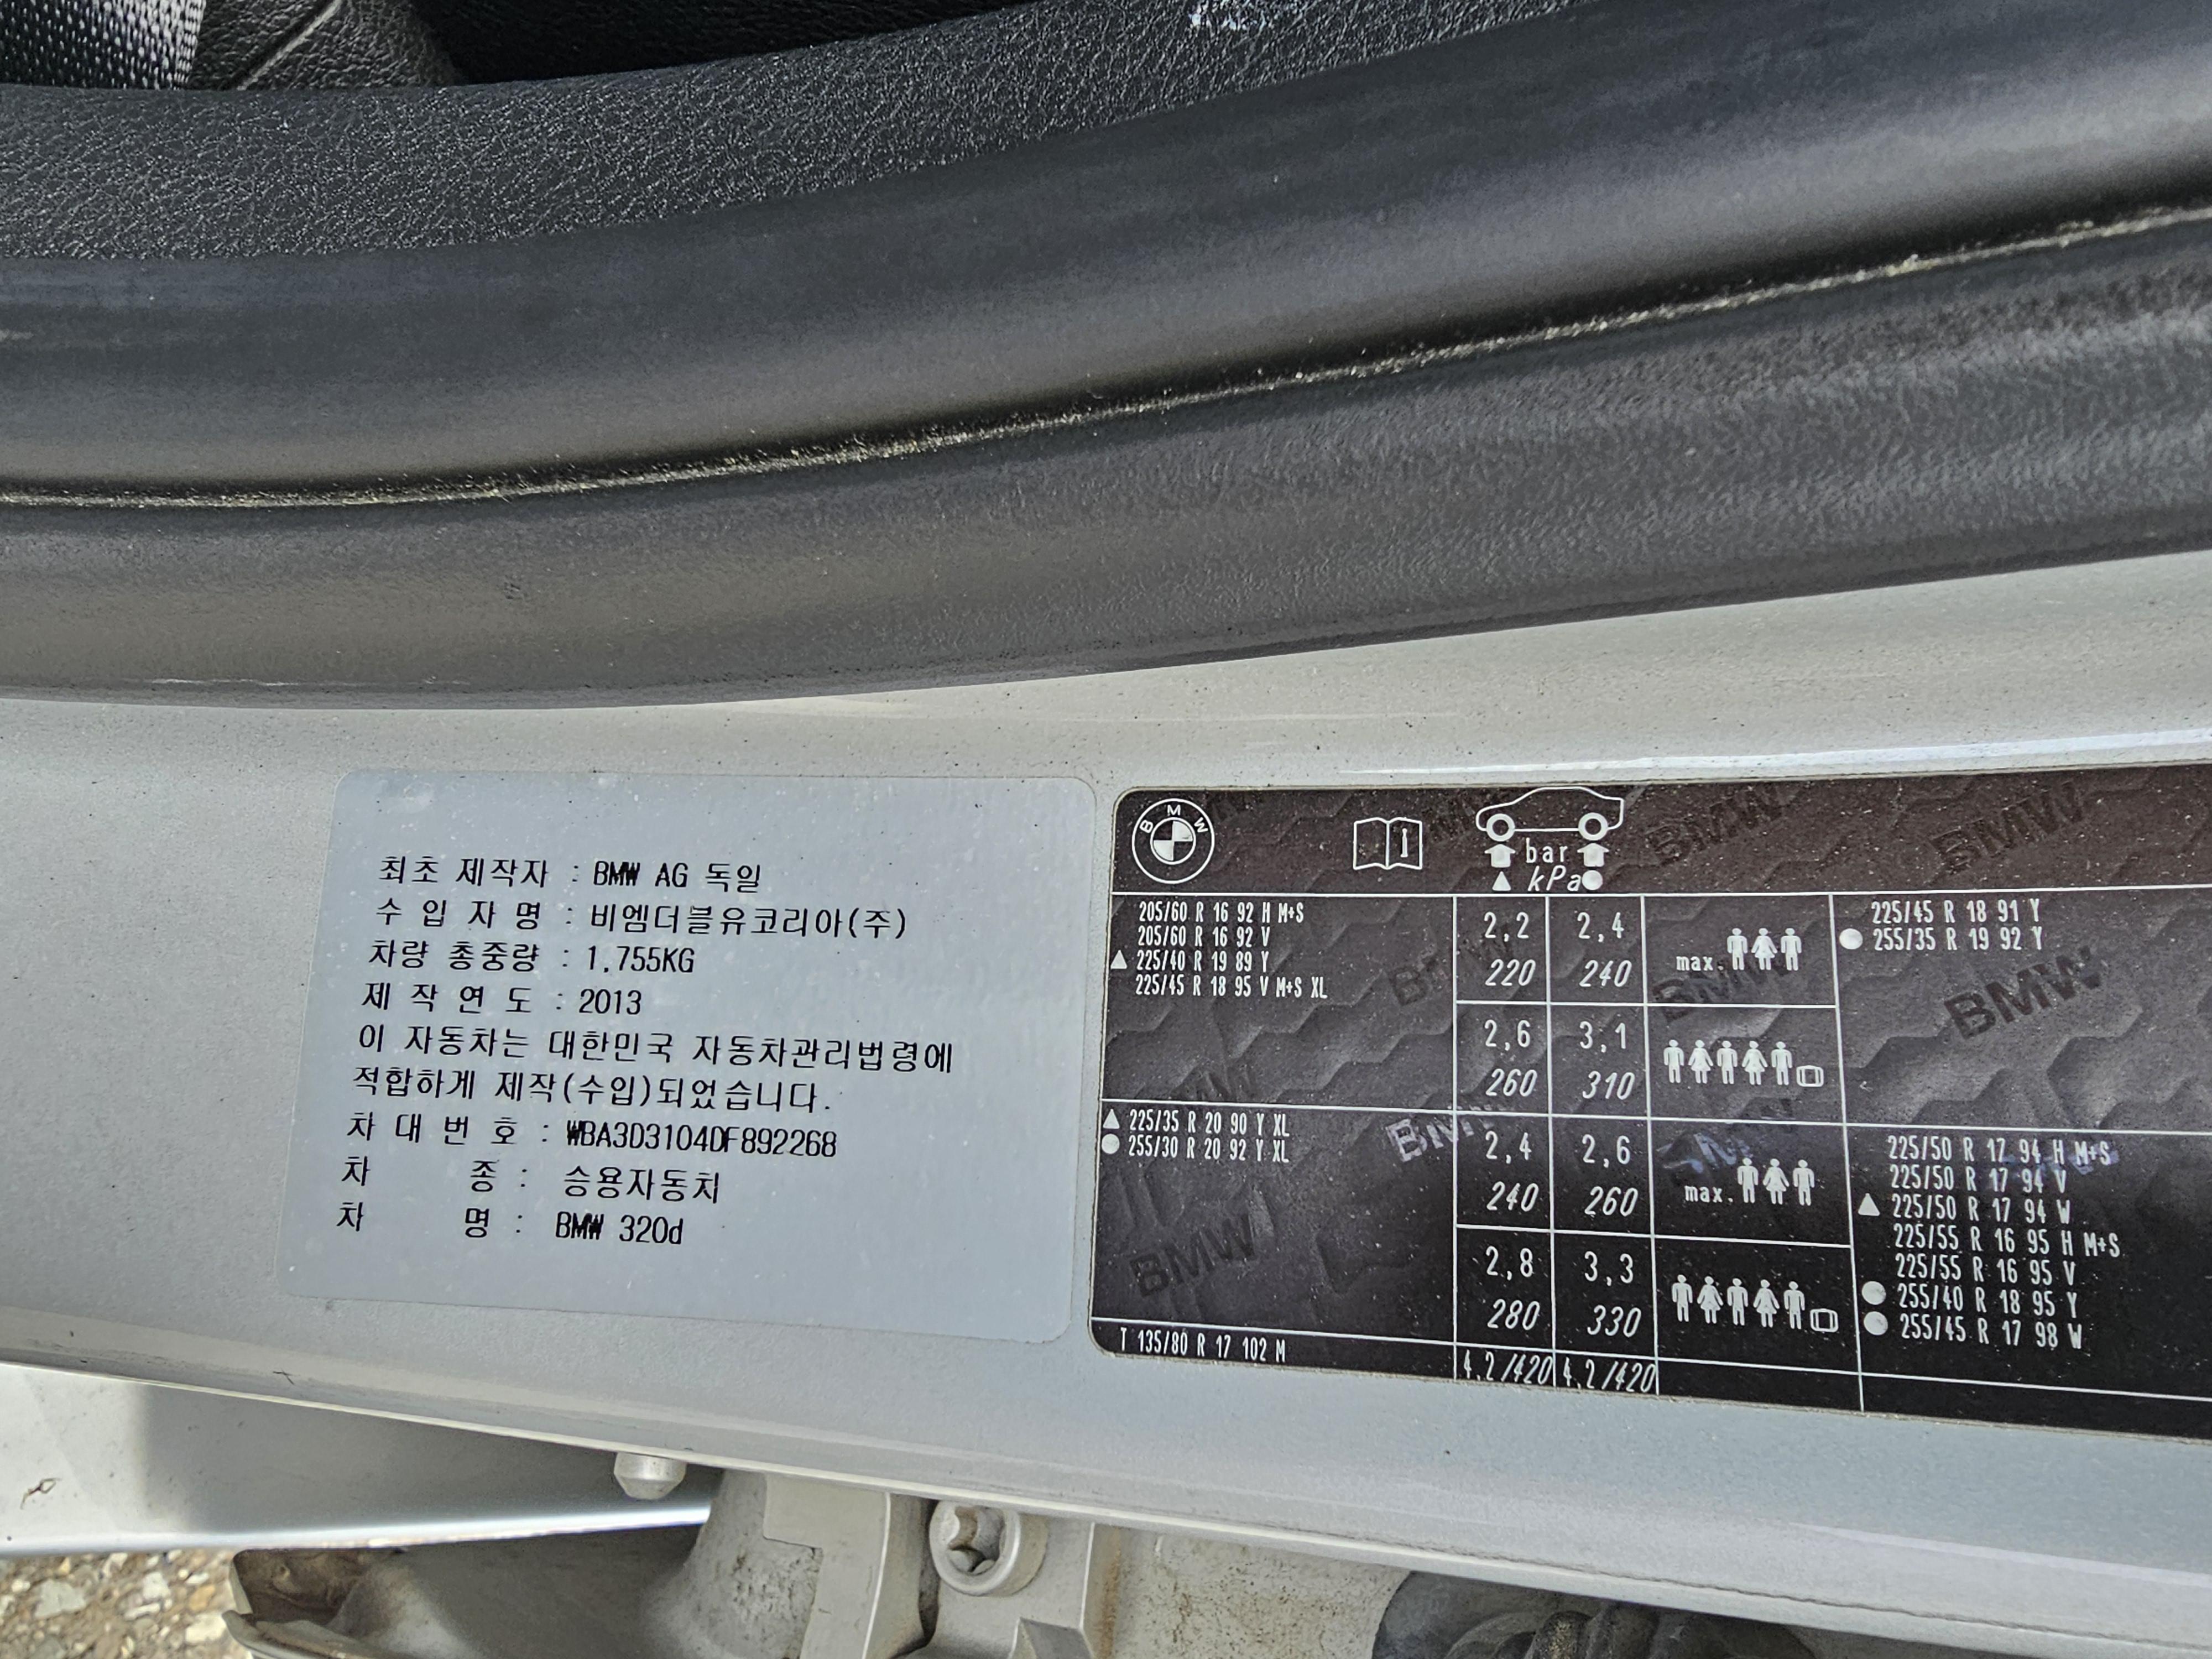 최초 제작자 : BMW AG 독일
수 입 자 명 : 비엠더블유코리아(주)
차량 총중량 : 1,755KG
제 작 연 도 : 2013
이 자동차는 대한민국 자동차관리법령에
적합하게 제작(수입)되었습니다.
차 대 번 호 : WBA3D3104DF892268
차 종 : 승용자동차
차 명 : BMW 320d
BMW
bar
kPa
205/60 R 16 92 H M+S
205/60 R 16 92 V
225/40 R 19 89 Y
225/45 R 18 95 V M+S XL
2,2 2,4
220 240
max.
2,6 3,1
260 310
225/45 R 18 91 Y
255/35 R 19 92 Y
225/35 R 20 90 Y XL
255/30 R 20 92 Y XL
2,4 2,6
240 260
max.
2,8 3,3
280 330
225/50 R 17 94 H M+S
225/50 R 17 94 V
225/50 R 17 94 W
225/55 R 16 95 H M+S
225/55 R 16 95 V
255/40 R 18 95 Y
255/45 R 17 98 W
T 135/80 R 17 102 M
4,2/420 4,2/420